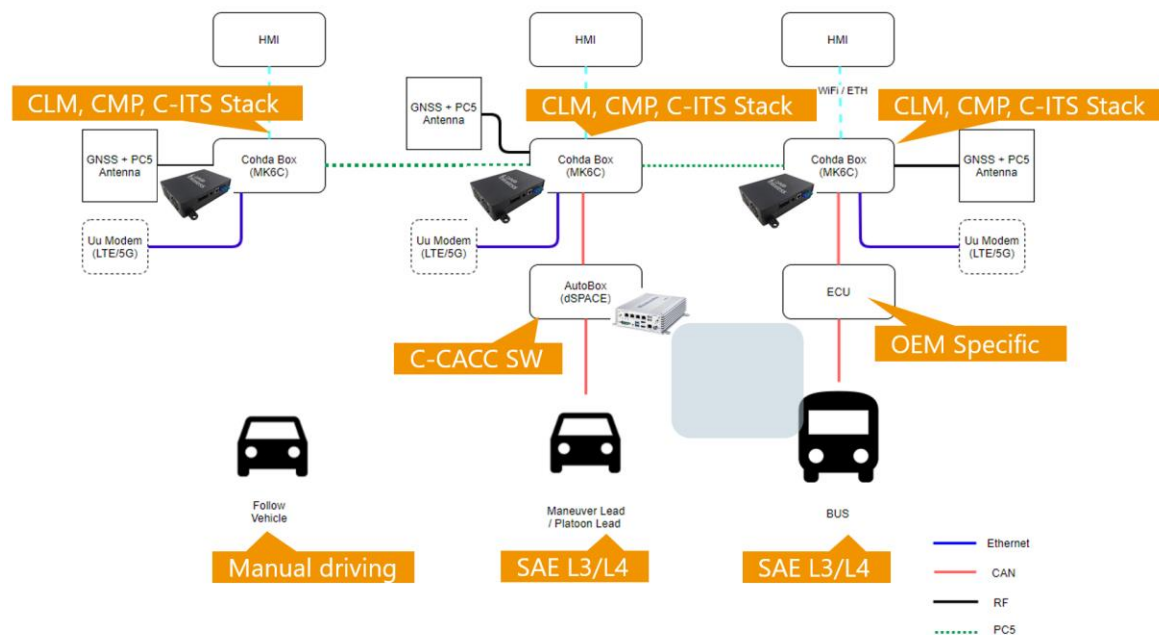 HMI
HMI
HMI
CLM, CMP, C-ITS Stack
GNSS + PC5
Antenna
CLM, CMP, C-ITS Stack
WiFi / ETH
CLM, CMP, C-ITS Stack
GNSS + PC5
Antenna
Cohda Box
(MK6C)
Cohda Box
(MK6C)
Cohda Box
(MK6C)
GNSS + PC5
Antenna
Uu Modem
(LTE/5G)
Uu Modem
(LTE/5G)
Uu Modem
(LTE/5G)
AutoBox
(dSPACE)
ECU
C-CACC SW
OEM Specific
Follow
Vehicle
Maneuver Lead
/ Platoon Lead
BUS
Manual driving
SAE L3/L4
SAE L3/L4
Ethernet
CAN
RF
PC5